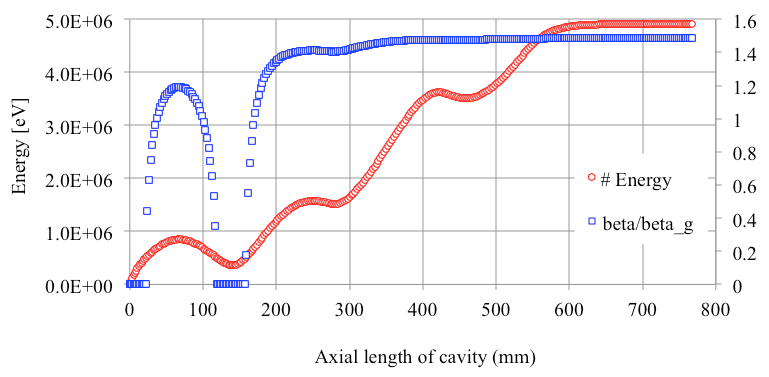 5.0E+06
4.0E+06
3.0E+06
2.0E+06
1.0E+06
0.0E+00
Energy [eV]
1.6
1.4
1.2
1
0.8
0.6
0.4
0.2
0
# Energy
beta/beta_g
0 100 200 300 400 500 600 700 800
Axial length of cavity (mm)